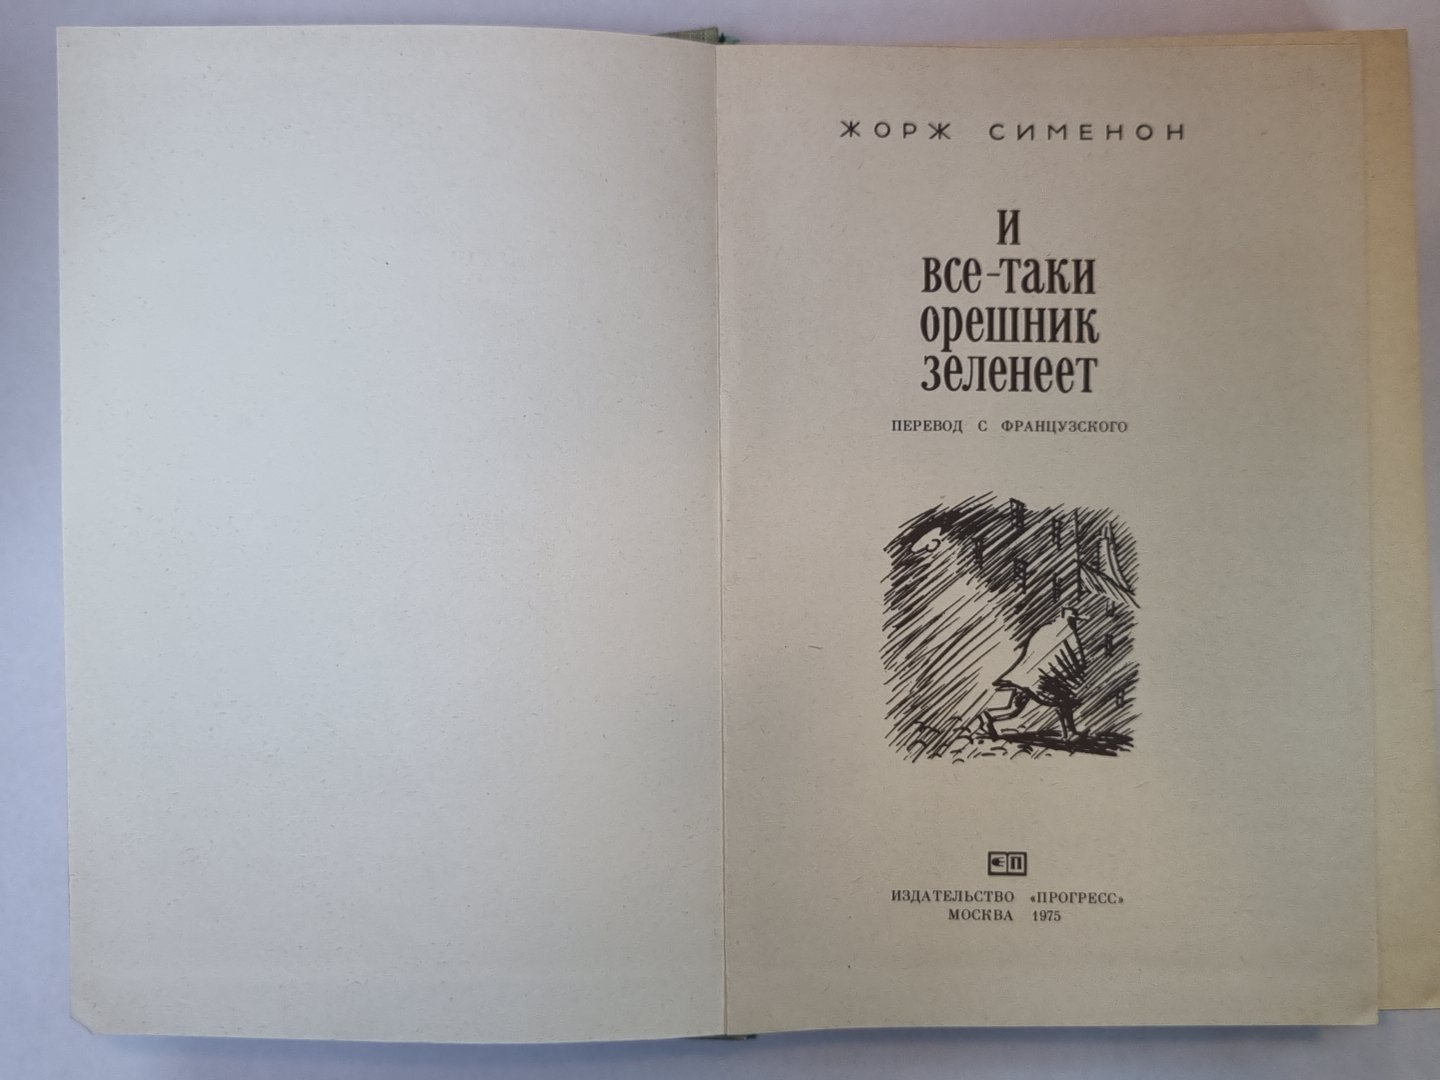 ЖОРЖ СИМЕНОН
И
ВСЕ-ТАКИ
ОРЕШНИК
ЗЕЛЕНЕЕТ
ПЕРЕВОД С ФРАНЦУЗСКОГО
П
ИЗДАТЕЛЬСТВО «ПРОГРЕСС»
МОСКВА 1975